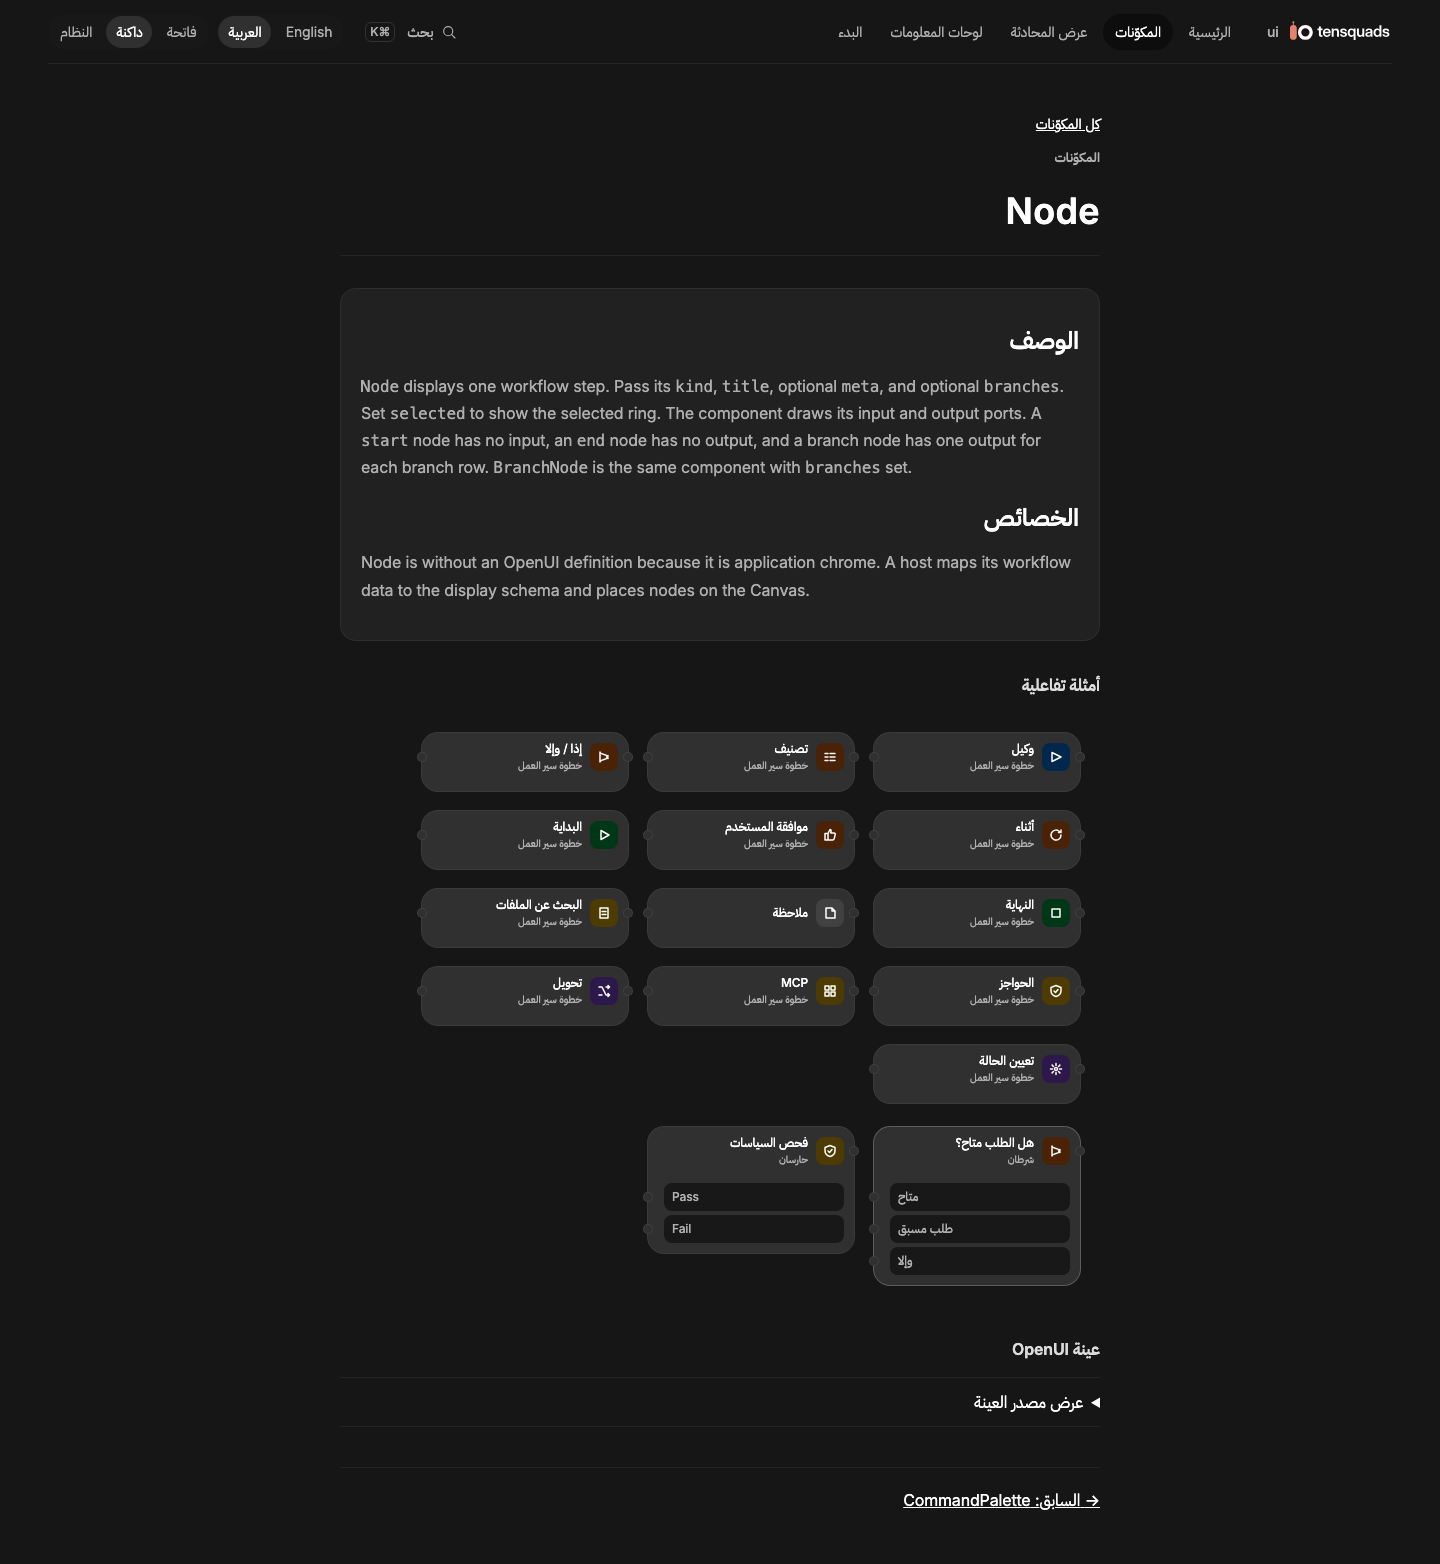 tensquads ui
الرئيسية
المكوّنات
عرض المحادثة
لوحات المعلومات
البدء
بحث
⌘K
English
العربية
فاتحة
داكنة
النظام
كل المكوّنات
المكوّنات
Node
الوصف
Node displays one workflow step. Pass its kind, title, optional meta, and optional branches.
Set selected to show the selected ring. The component draws its input and output ports. A
start node has no input, an end node has no output, and a branch node has one output for
each branch row. BranchNode is the same component with branches set.
الخصائص
Node is without an OpenUI definition because it is application chrome. A host maps its workflow
data to the display schema and places nodes on the Canvas.
أمثلة تفاعلية
وكيل
خطوة سير العمل
تصنيف
خطوة سير العمل
إذا / وإلا
خطوة سير العمل
أثناء
خطوة سير العمل
موافقة المستخدم
خطوة سير العمل
البداية
خطوة سير العمل
النهاية
خطوة سير العمل
ملاحظة
البحث عن الملفات
خطوة سير العمل
الحواجز
خطوة سير العمل
MCP
خطوة سير العمل
تحويل
خطوة سير العمل
تعيين الحالة
خطوة سير العمل
هل الطلب متاح؟
شرطان
متاح
طلب مسبق
وإلا
فحص السياسات
حارسان
Pass
Fail
عينة OpenUI
عرض مصدر العينة
→ السابق: CommandPalette